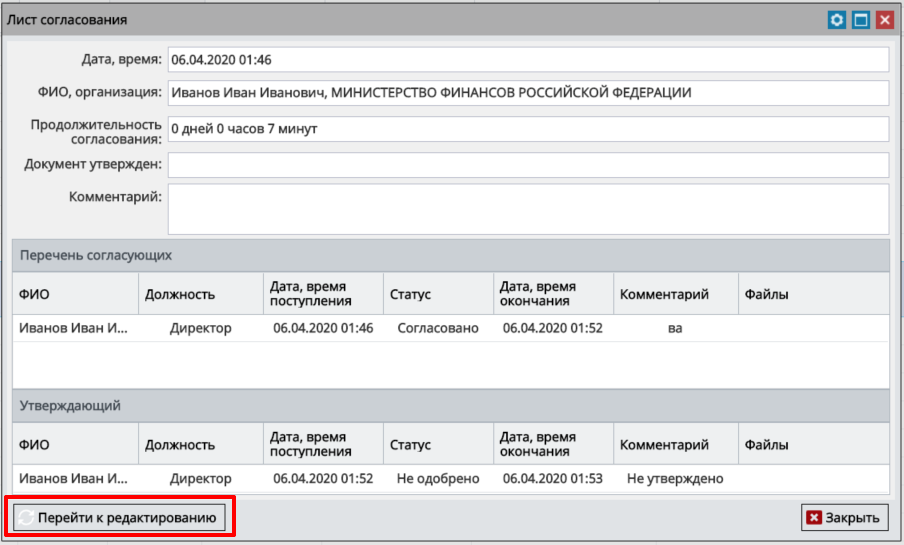 Лист согласования
Дата, время: 06.04.2020 01:46
ФИО, организация: Иванов Иван Иванович, МИНИСТЕРСТВО ФИНАНСОВ РОССИЙСКОЙ ФЕДЕРАЦИИ
Продолжительность
согласования: 0 дней 0 часов 7 минут
Документ утвержден:
Комментарий:
Перечень согласующих
ФИО Должность Дата, время поступления Статус Дата, время окончания Комментарий Файлы
Иванов Иван И... Директор 06.04.2020 01:46 Согласовано 06.04.2020 01:52 ва
Утверждающий
ФИО Должность Дата, время поступления Статус Дата, время окончания Комментарий Файлы
Иванов Иван И... Директор 06.04.2020 01:52 Не одобрено 06.04.2020 01:53 Не утверждено
Перейти к редактированию Закрыть